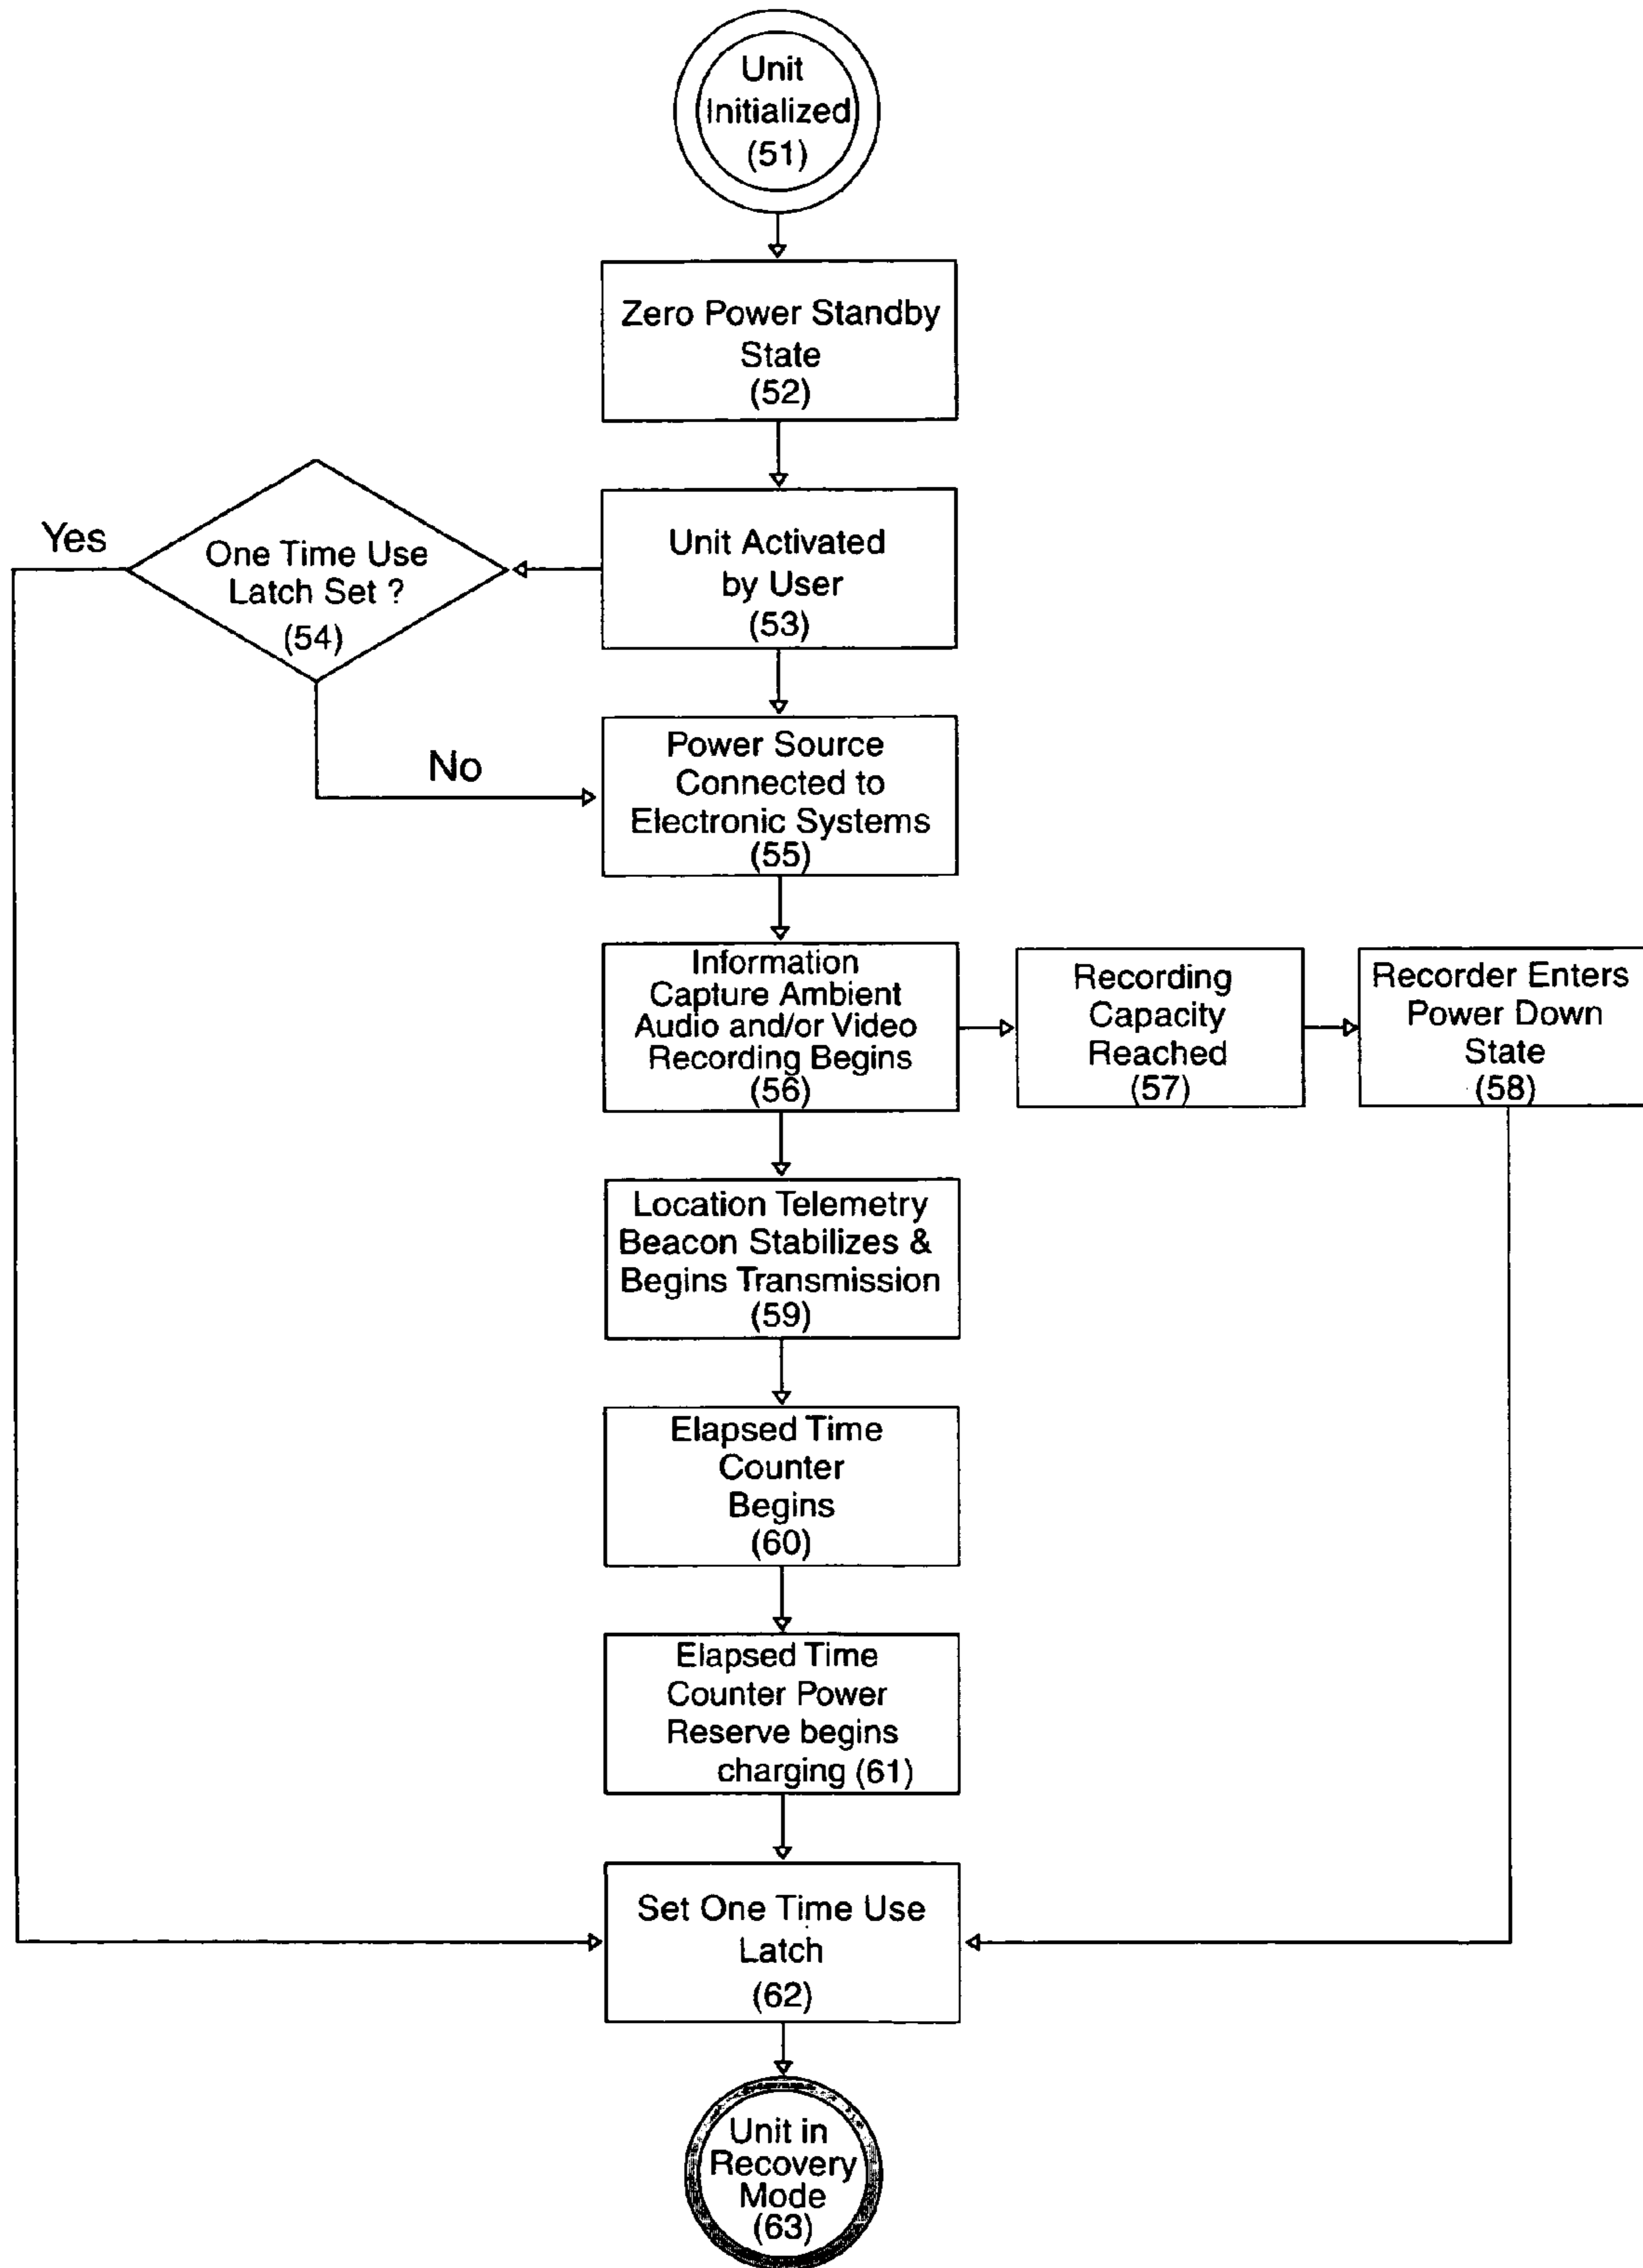 Unit
Initialized
(51)
Zero Power Standby
State
(52)
Unit Activated
by User
(53)
Yes
One Time Use
Latch Set ?
(54)
No
Power Source
Connected to
Electronic Systems
(55)
Information
Capture Ambient
Audio and/or Video
Recording Begins
(56)
Recording
Capacity
Reached
(57)
Recorder Enters
Power Down
State
(58)
Location Telemetry
Beacon Stabilizes &
Begins Transmission
(59)
Elapsed Time
Counter
Begins
(60)
Elapsed Time
Counter Power
Reserve begins
charging (61)
Set One Time Use
Latch
(62)
Unit in
Recovery
Mode
(63)